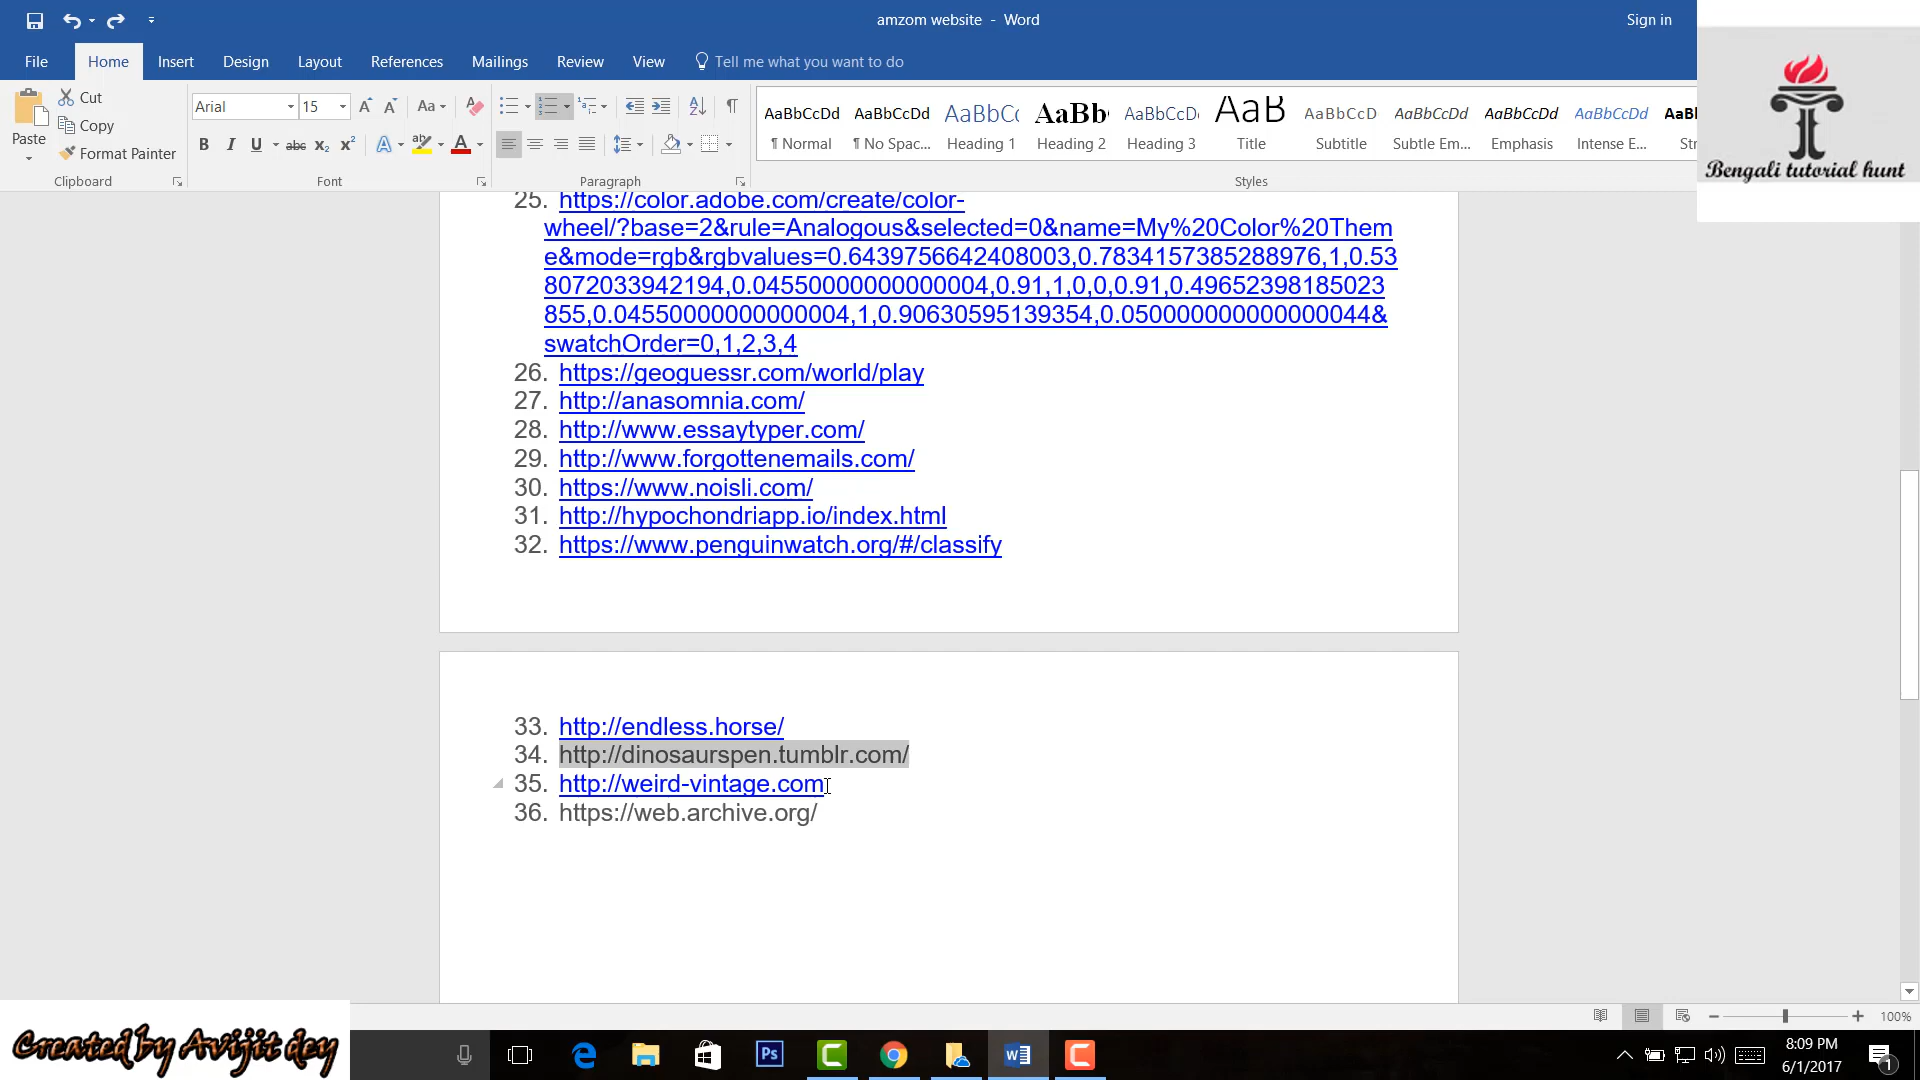 amzom website - Word
Sign in
File Home Insert Design Layout References Mailings Review View Tell me what you want to do
Paste
Cut
Copy
Format Painter
Clipboard
Arial 15
Font
Paragraph
AaBbCcDd AaBbCcDd AaBbCc AaBb AaBbCcD AaB AaBbCcD AaBbCcDd AaBbCcDd AaBbCcDd AaBb
¶ Normal ¶ No Spac... Heading 1 Heading 2 Heading 3 Title Subtitle Subtle Em... Emphasis Intense E...
Styles
Bengali tutorial hunt
25. https://color.adobe.com/create/color-
wheel/?base=2&rule=Analogous&selected=0&name=My%20Color%20Them
e&mode=rgb&rgbvalues=0.6439756642408003,0.7834157385288976,1,0.53
8072033942194,0.04550000000000004,0.91,1,0,0,0.91,0.49652398185023
855,0.04550000000000004,1,0.90630595139354,0.050000000000000044&
swatchOrder=0,1,2,3,4
26. https://geoguessr.com/world/play
27. http://anasomnia.com/
28. http://www.essaytyper.com/
29. http://www.forgottenemails.com/
30. https://www.noisli.com/
31. http://hypochondriapp.io/index.html
32. https://www.penguinwatch.org/#/classify
33. http://endless.horse/
34. http://dinosaurspen.tumblr.com/
35. http://weird-vintage.com
36. https://web.archive.org/
100%
Created by Avijit dey
8:09 PM
6/1/2017
1